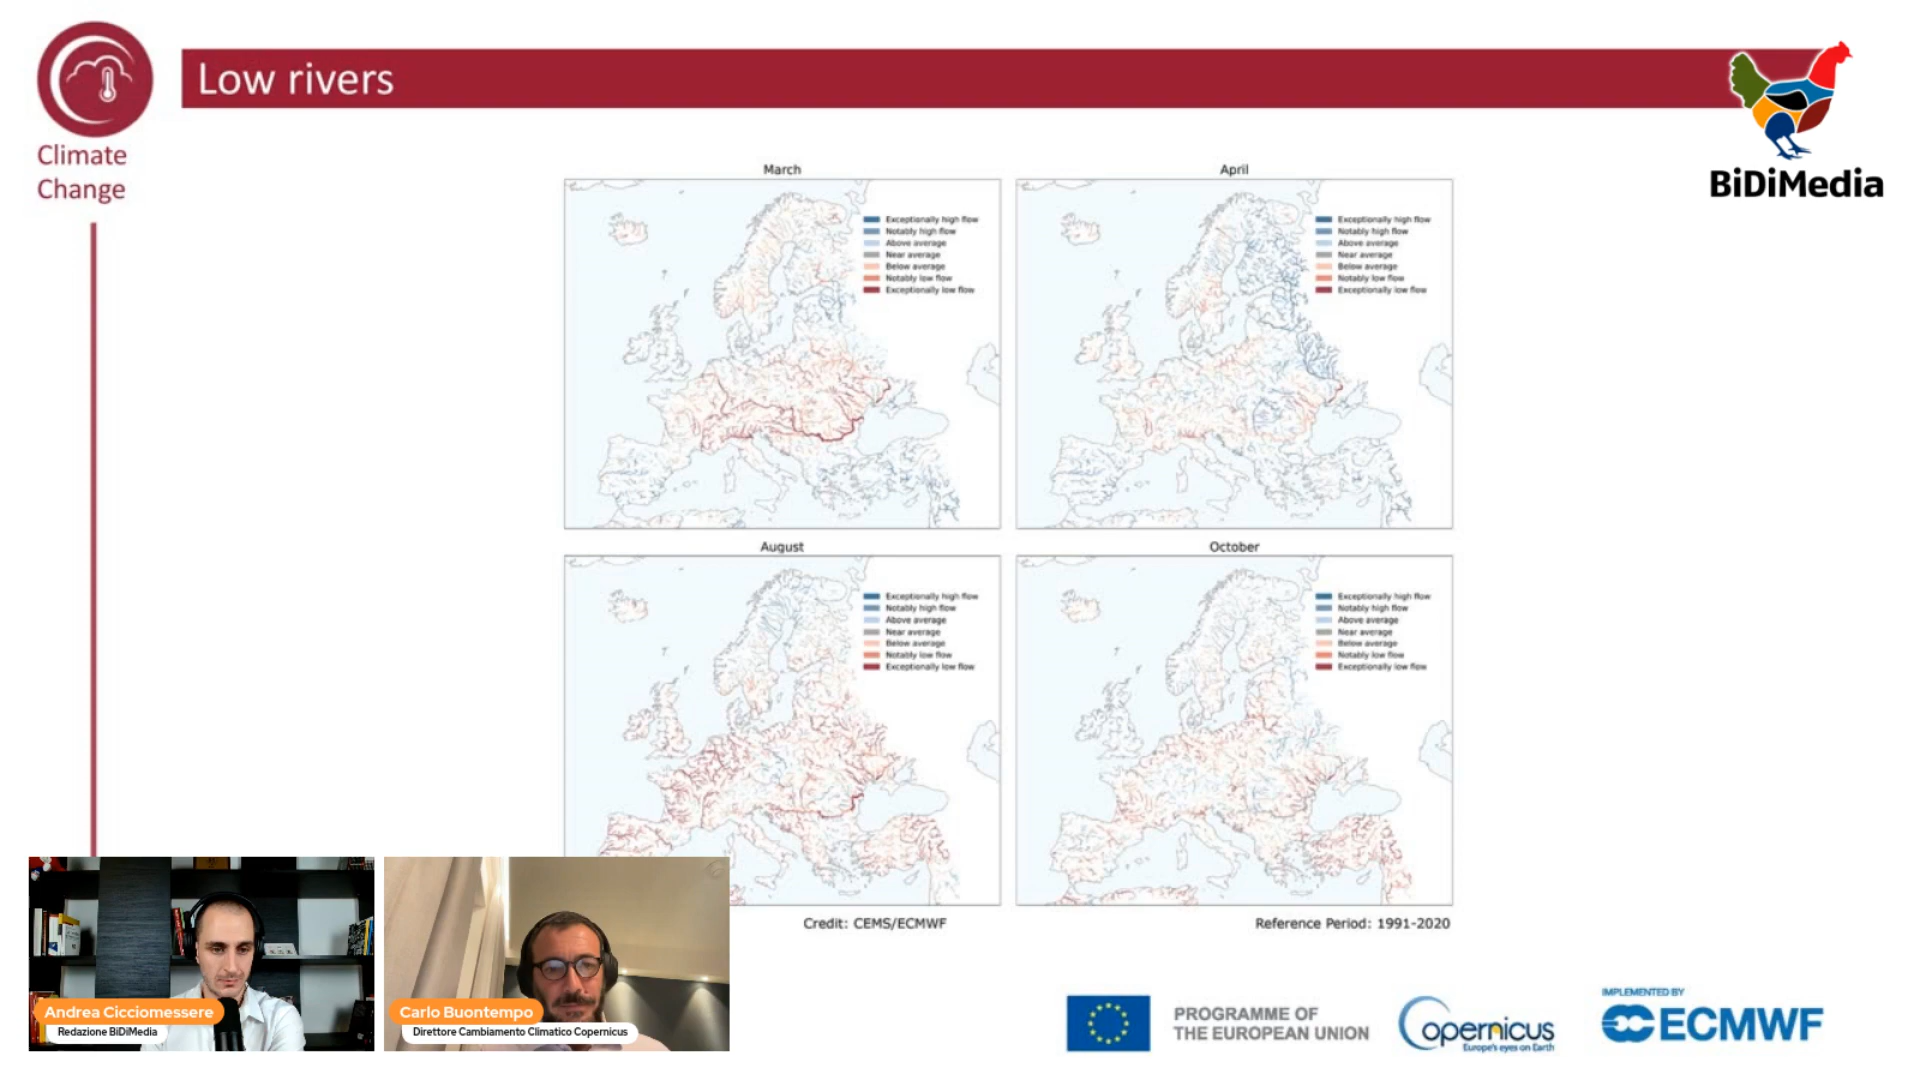 Low rivers
Climate
Change
BiDiMedia
March
Exceptionally high flow
Notably high flow
Above average
Near average
Below average
Notably low flow
Exceptionally low flow
April
Exceptionally high flow
Notably high flow
Above average
Near average
Below average
Notably low flow
Exceptionally low flow
August
Exceptionally high flow
Notably high flow
Above average
Near average
Below average
Notably low flow
Exceptionally low flow
October
Exceptionally high flow
Notably high flow
Above average
Near average
Below average
Notably low flow
Exceptionally low flow
Credit: CEMS/ECMWF
Reference Period: 1991-2020
Andrea Cicciomessere
Redazione BiDiMedia
Carlo Buontempo
Direttore Cambiamento Climatico Copernicus
PROGRAMME OF
THE EUROPEAN UNION
Copernicus
Europe's eyes on Earth
IMPLEMENTED BY
ECMWF